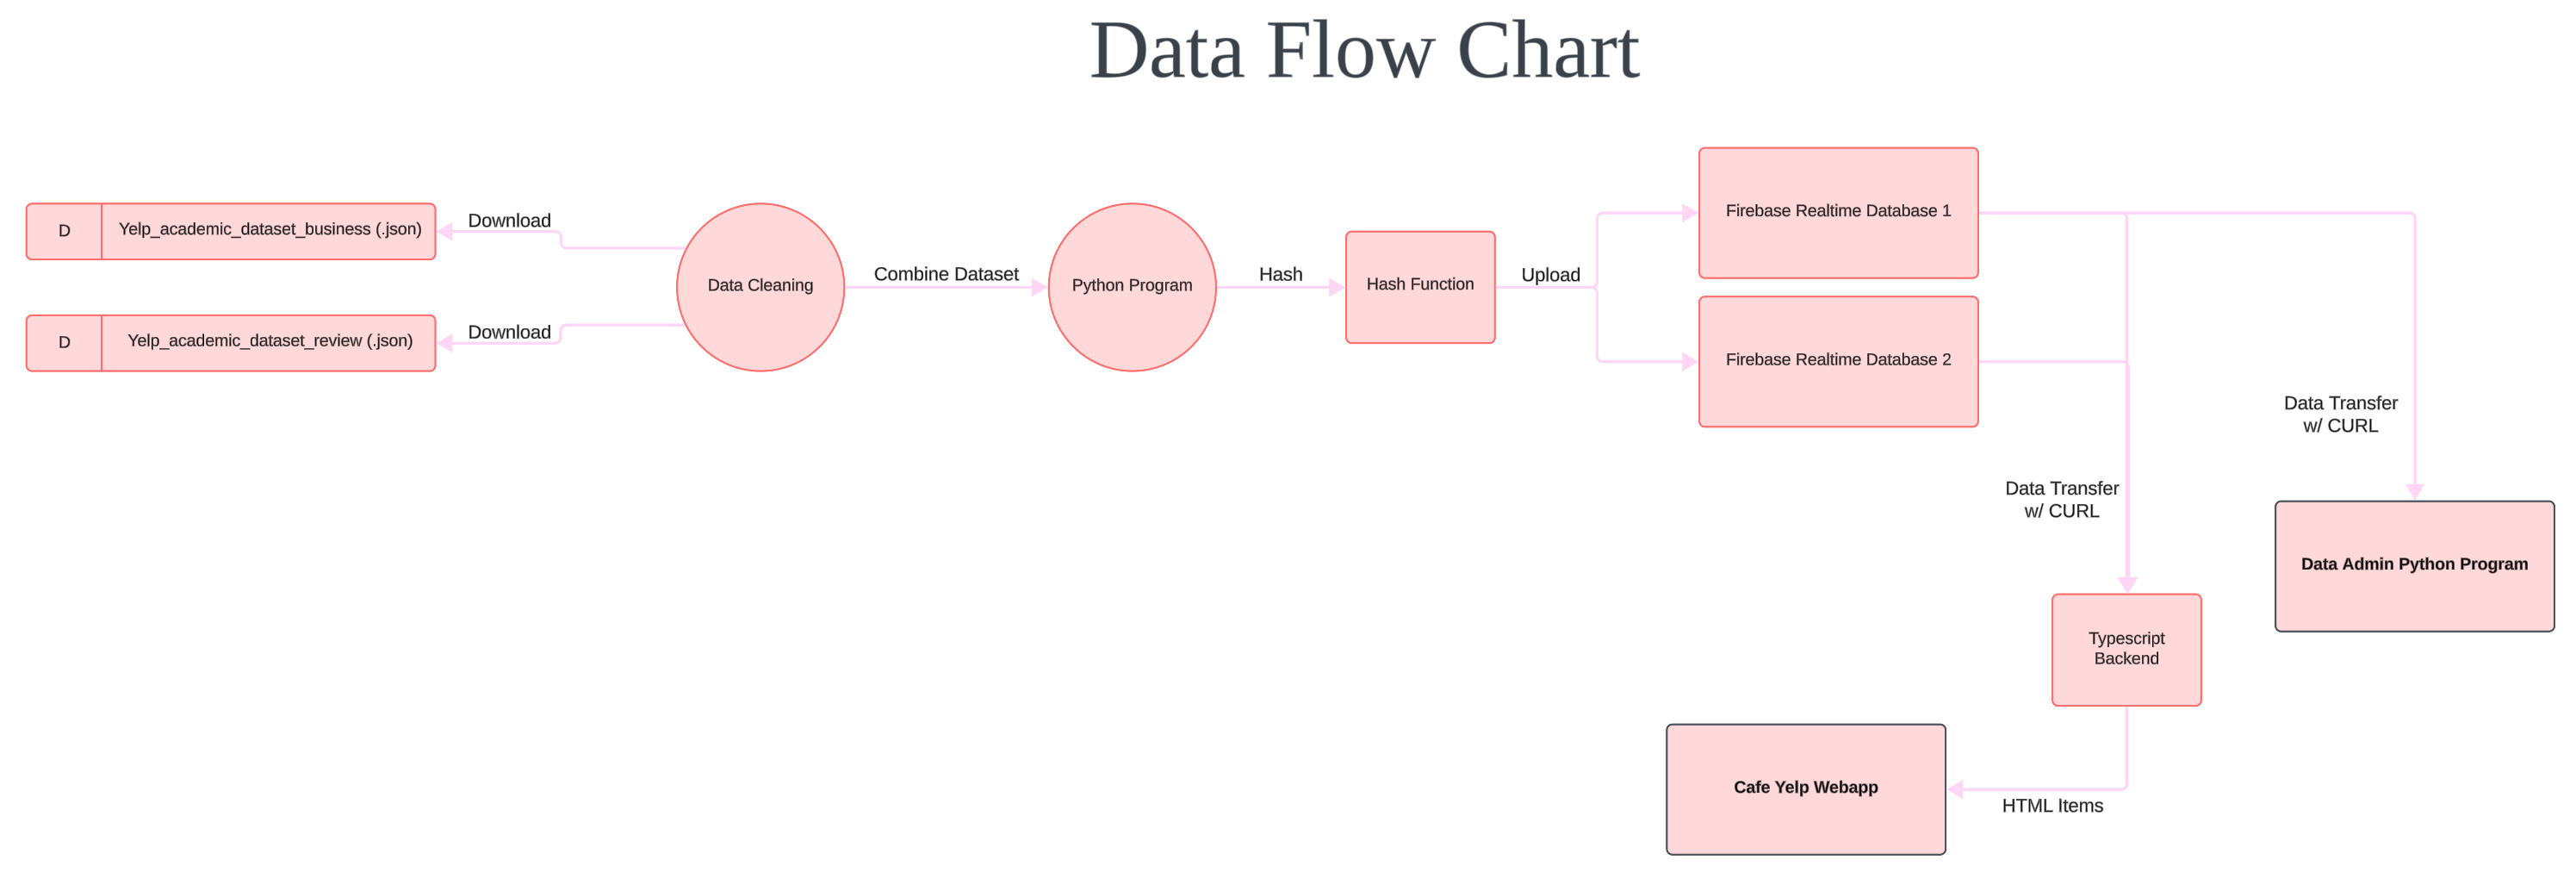 Data Flow Chart
D
Yelp_academic_dataset_business (.json)
Download
D
Yelp_academic_dataset_review (.json)
Download
Data Cleaning
Combine Dataset
Python Program
Hash
Hash Function
Upload
Firebase Realtime Database 1
Firebase Realtime Database 2
Data Transfer
w/ CURL
Data Transfer
w/ CURL
Data Admin Python Program
Typescript
Backend
HTML Items
Cafe Yelp Webapp